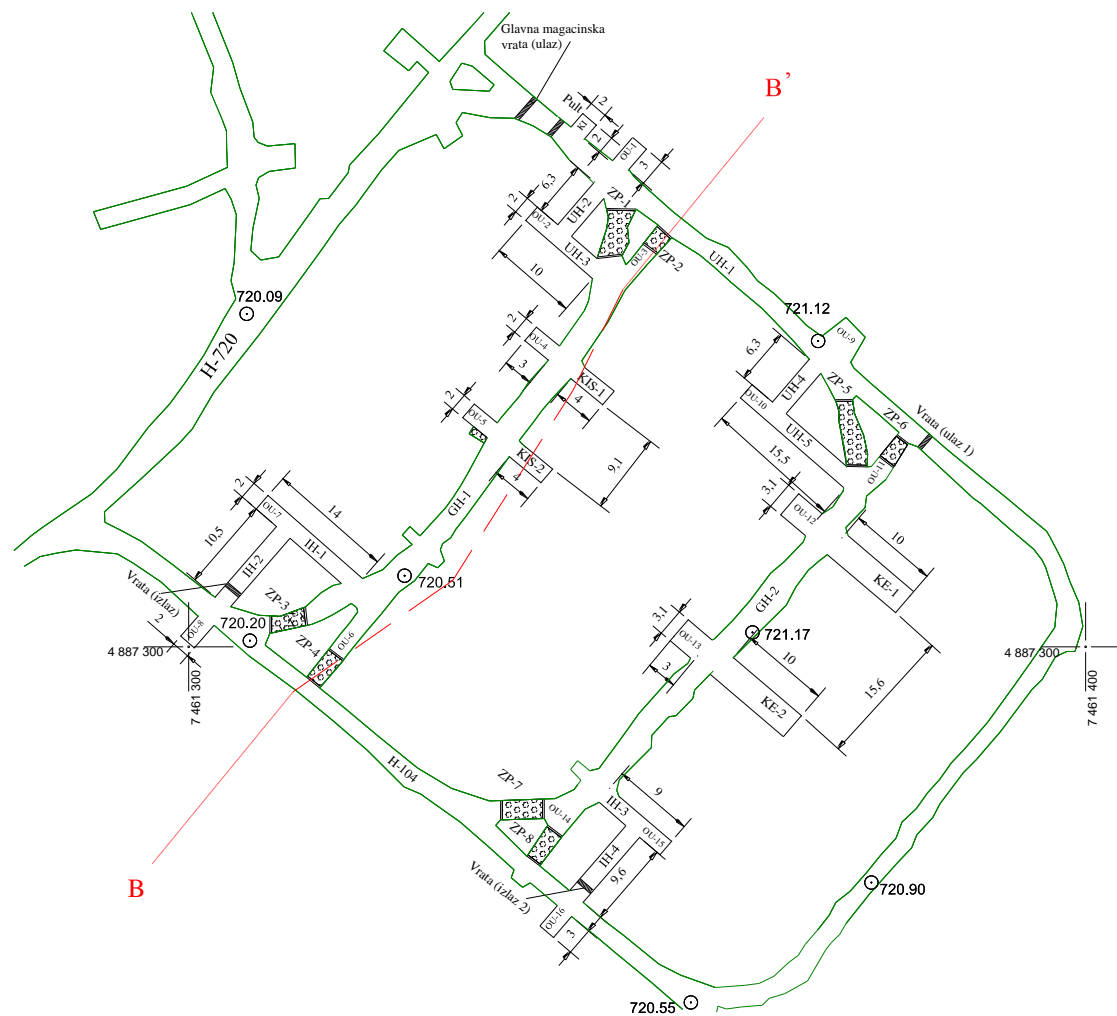 Glavna magacinska
vrata (ulaz)
B’
Pult
2
KI
2
OU-1
3
6,3
ZP-1
2
OU-2
UH-2
UH-3
OU-3
ZP-2
UH-1
10
720.09
721.12
H-720
2
OU-4
3
OU-9
6,3
UH-4
ZP-5
KIS-1
4
2
OU-5
OU-10
UH-5
ZP-6
Vrata (ulaz 1)
KIS-2
4
9,1
15,5
OU-11
3,1
OU-12
GH-1
2
OU-7
14
10,5
IH-1
IH-2
10
KE-1
Vrata (izlaz)
ZP-3
720.51
GH-2
2
OU-8
720.20
ZP-4
OU-6
3,1
OU-13
3
721.17
10
KE-2
15,6
4 887 300
7 461 300
4 887 300
7 461 400
H-104
ZP-7
OU-14
ZP-8
IH-3
9
OU-15
IH-4
9,6
Vrata (izlaz 2)
OU-16
3
B
720.90
720.55